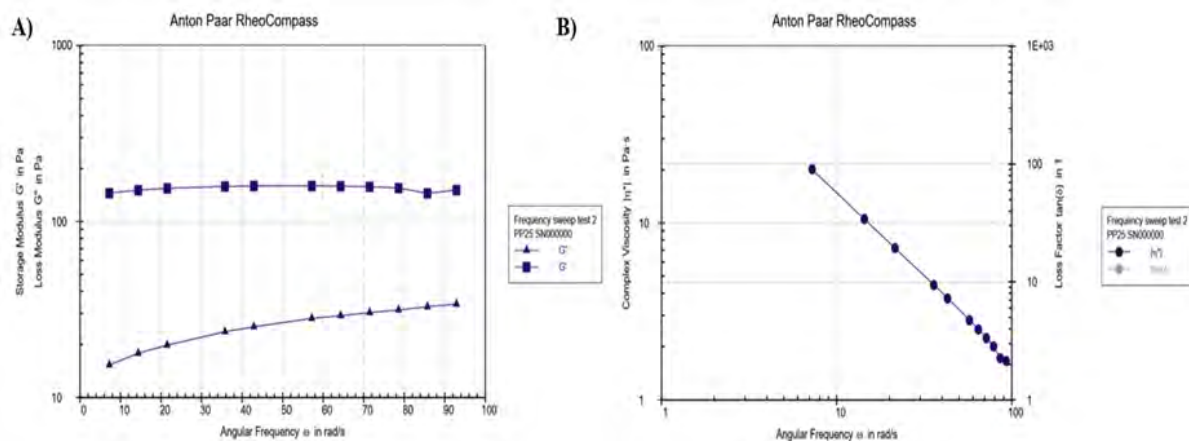 A)
Anton Paar RheoCompass
1000
100
10
Storage Modulus G' in Pa
Loss Modulus G'' in Pa
0 10 20 30 40 50 60 70 80 90 100
Angular Frequency ω in rad/s
Frequency sweep test 2
PP25 SN000000
G''
G'
B)
Anton Paar RheoCompass
100
10
1
Complex Viscosity |η*| in Pa·s
1E+03
100
10
1
Loss Factor tan(δ) in 1
1 10 100
Angular Frequency ω in rad/s
Frequency sweep test 2
PP25 SN000000
|η*|